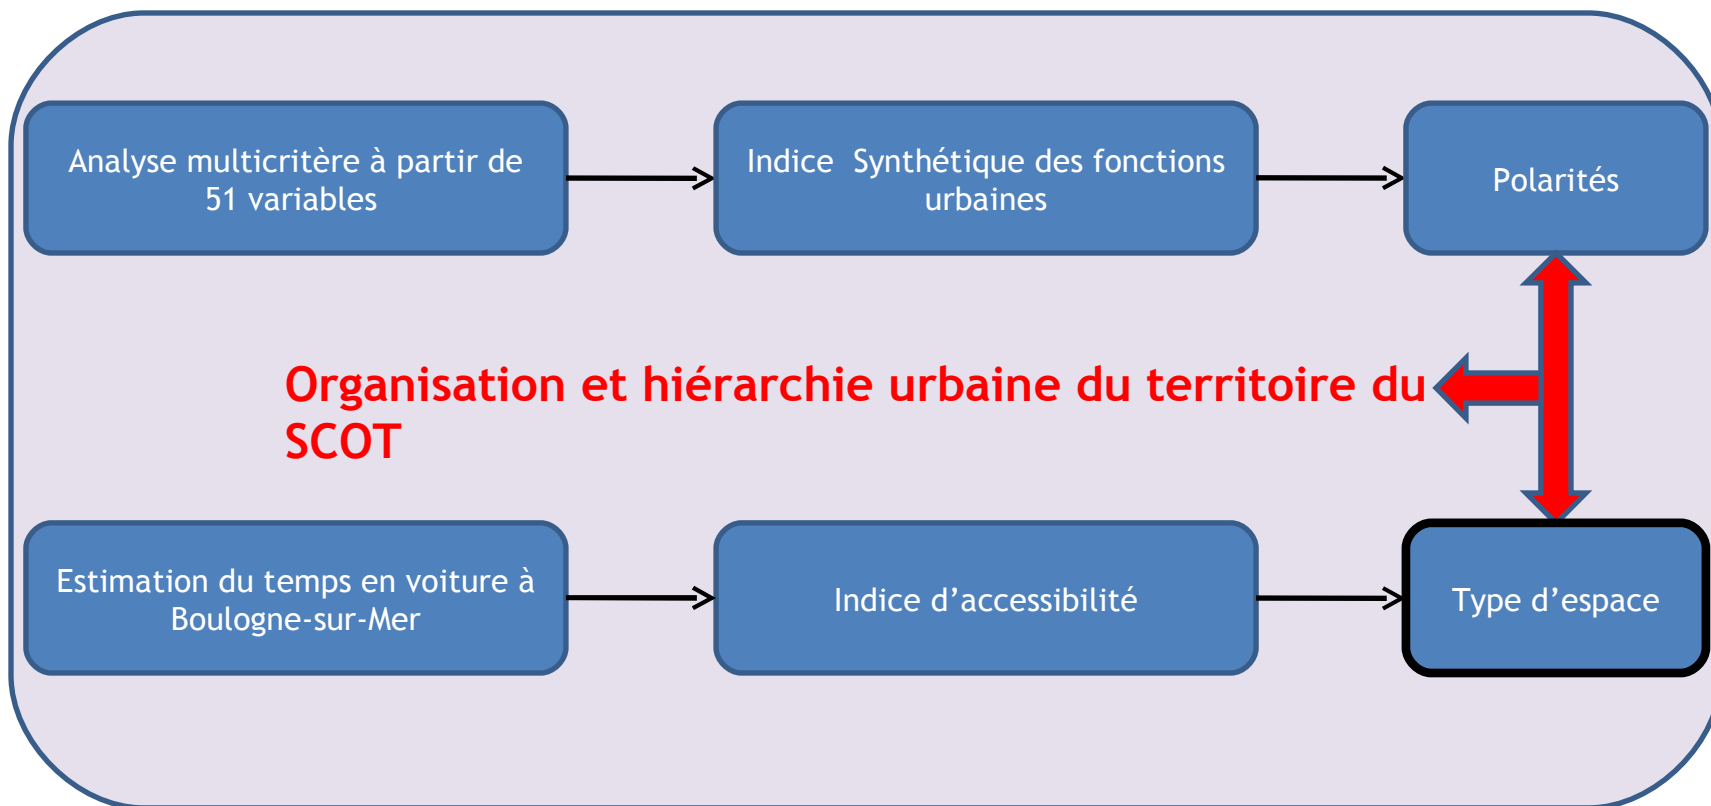 Analyse multicritère à partir de
51 variables
Indice  Synthétique des fonctions
urbaines
Polarités
Organisation et hiérarchie urbaine du territoire du
SCOT
Estimation du temps en voiture à
Boulogne-sur-Mer
Indice d’accessibilité
Type d’espace